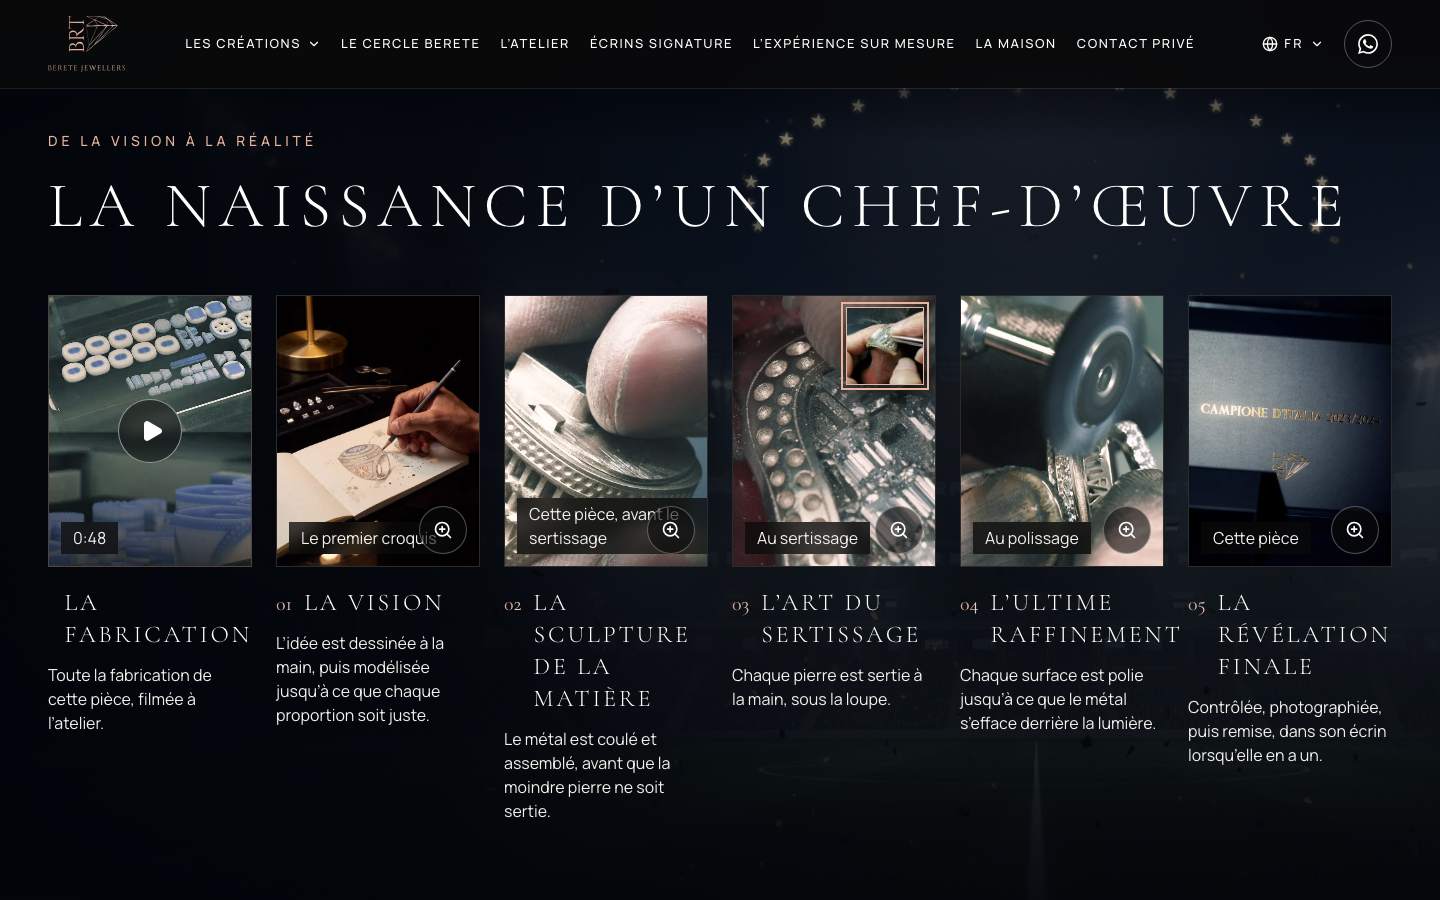 BRT
BERETE JEWELLERS
LES CRÉATIONS
LE CERCLE BERETE
L'ATELIER
ÉCRINS SIGNATURE
L'EXPÉRIENCE SUR MESURE
LA MAISON
CONTACT PRIVÉ
FR
DE LA VISION À LA RÉALITÉ
LA NAISSANCE D’UN CHEF-D’ŒUVRE
0:48
Le premier croquis
Cette pièce, avant le
sertissage
Au sertissage
Au polissage
CAMPIONE D'ITALIA
Cette pièce
LA
FABRICATION
Toute la fabrication de
cette pièce, filmée à
l’atelier.
01 LA VISION
L’idée est dessinée à la
main, puis modélisée
jusqu’à ce que chaque
proportion soit juste.
02 LA
SCULPTURE
DE LA
MATIÈRE
Le métal est coulé et
assemblé, avant que la
moindre pierre ne soit
sertie.
03 L’ART DU
SERTISSAGE
Chaque pierre est sertie à
la main, sous la loupe.
04 L’ULTIME
RAFFINEMENT
Chaque surface est polie
jusqu’à ce que le métal
s’efface derrière la lumière.
05 LA
RÉVÉLATION
FINALE
Contrôlée, photographiée,
puis remise, dans son écrin
lorsqu’elle en a un.